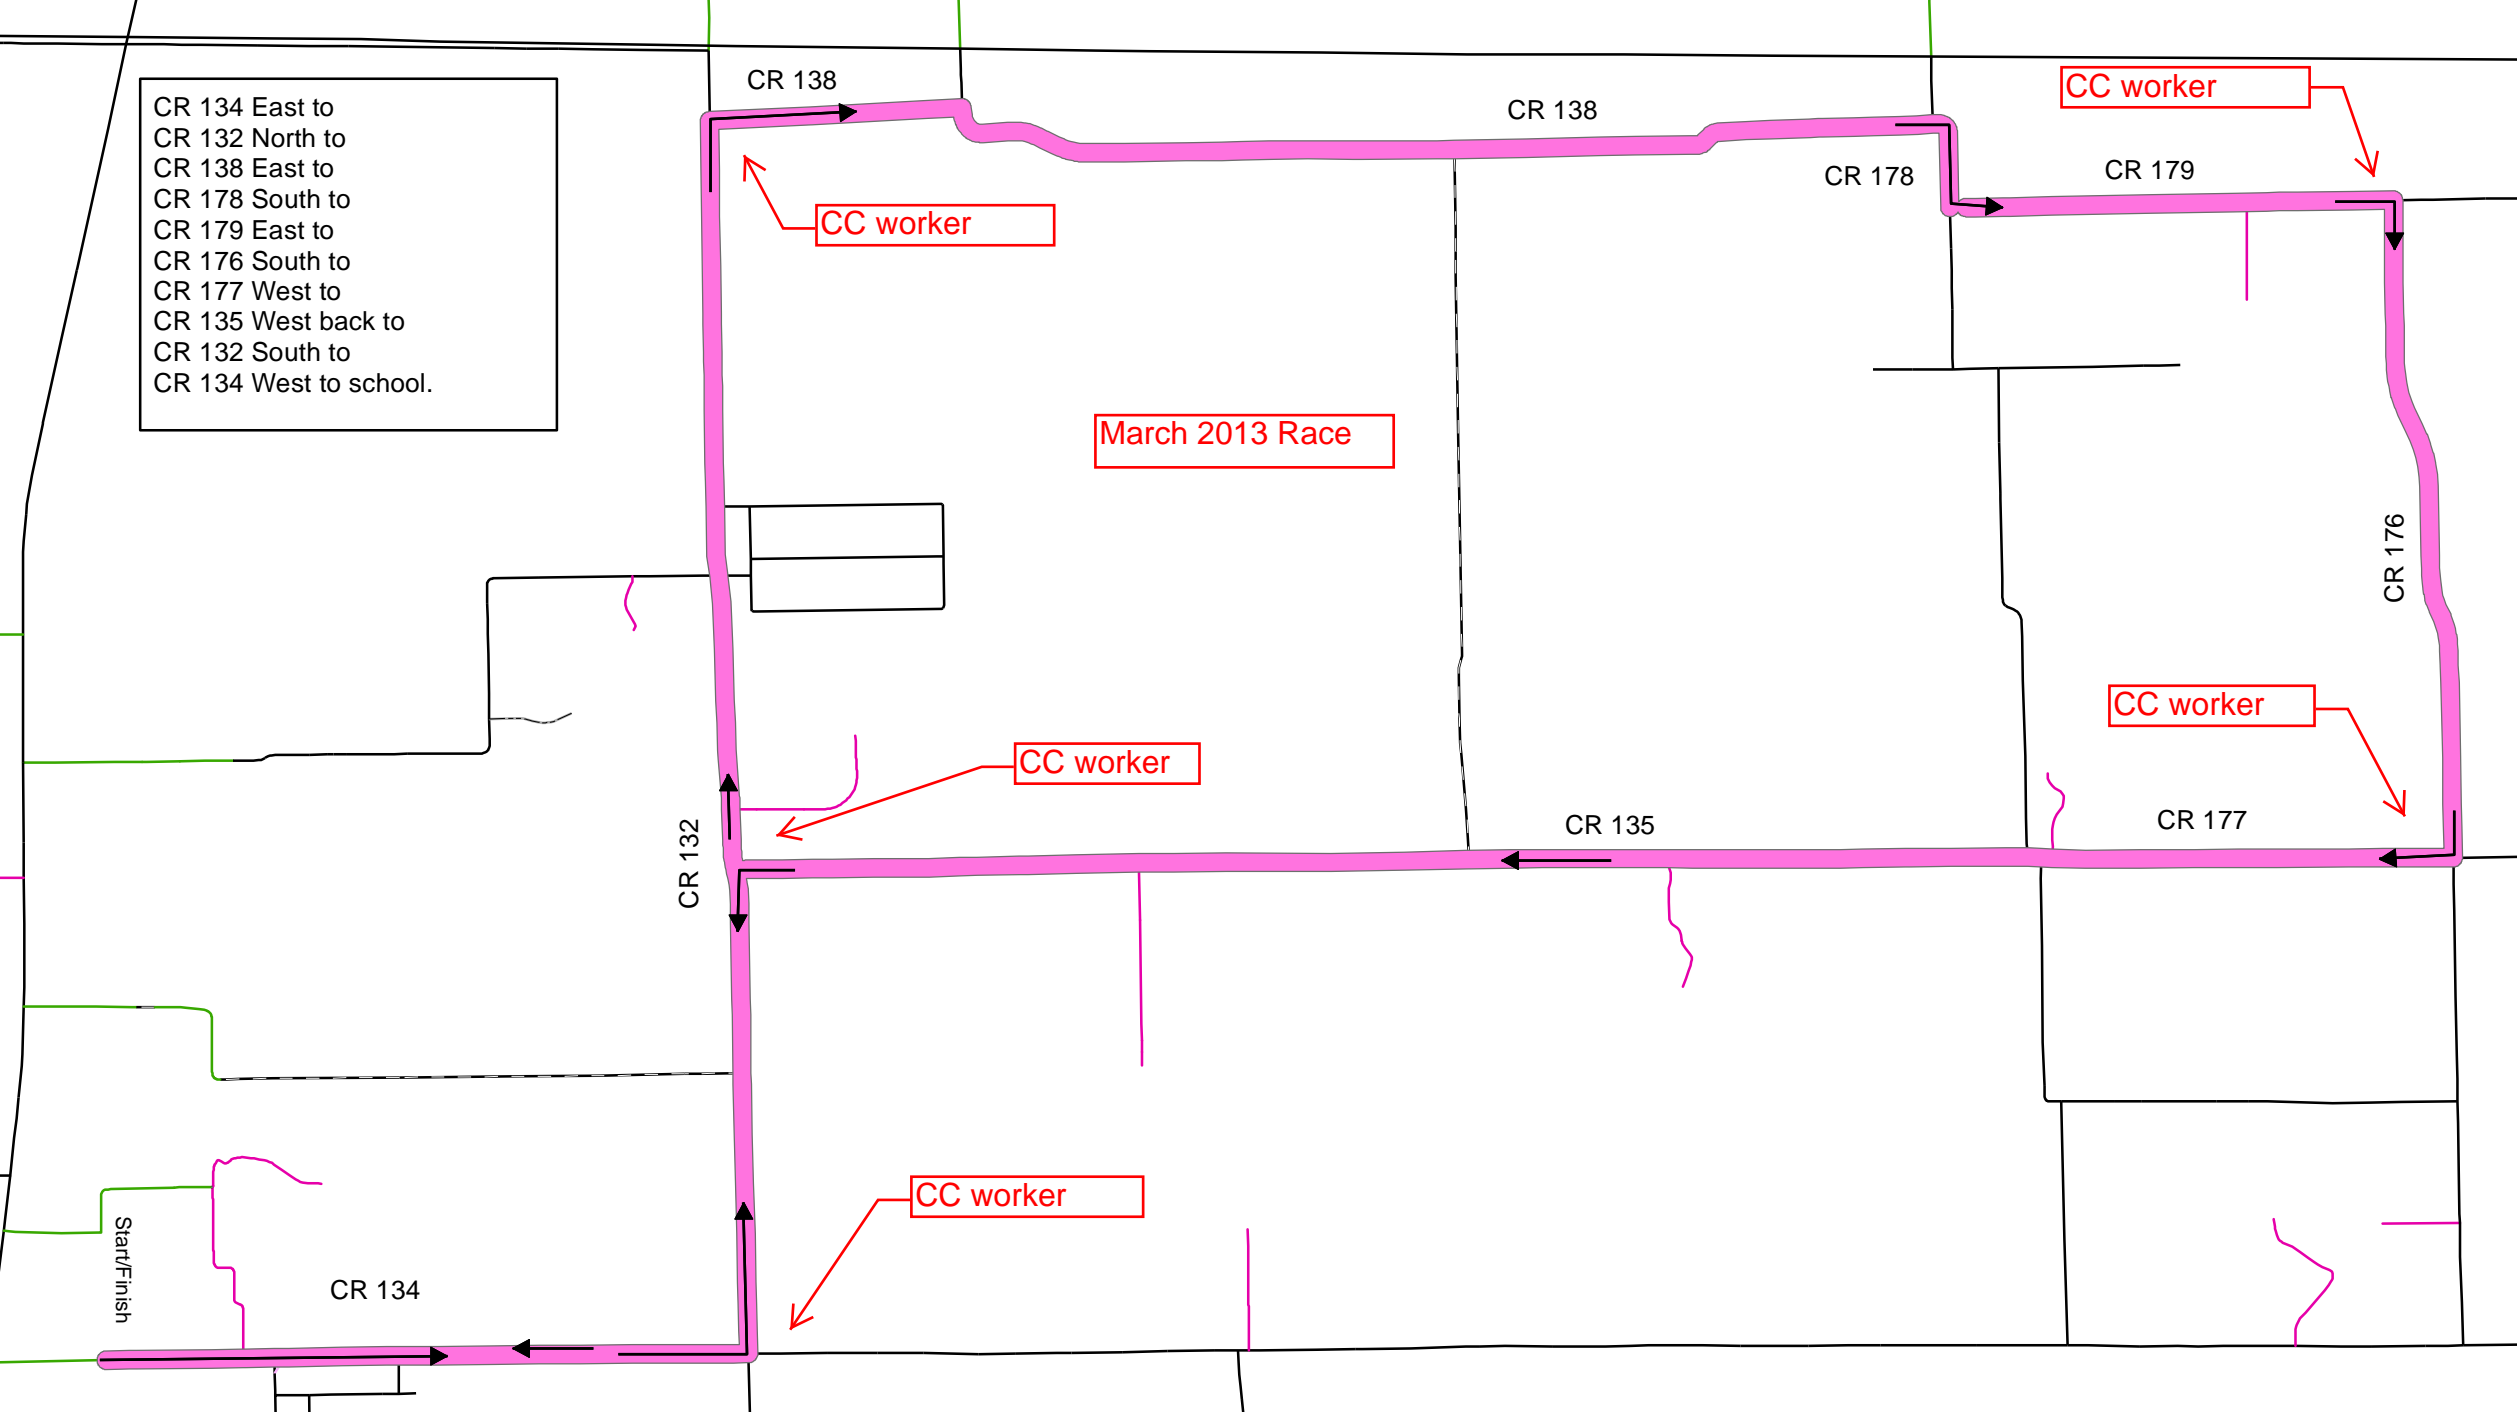 CR 138
CR 138
CC worker
CR 134 East to
CR 132 North to
CR 138 East to
CR 178 South to
CR 179 East to
CR 176 South to
CR 177 West to
CR 135 West back to
CR 132 South to
CR 134 West to school.
CR 178
CR 179
CC worker
March 2013 Race
CR 176
CC worker
CC worker
CR 135
CR 177
CR 132
CC worker
Start/Finish
CR 134